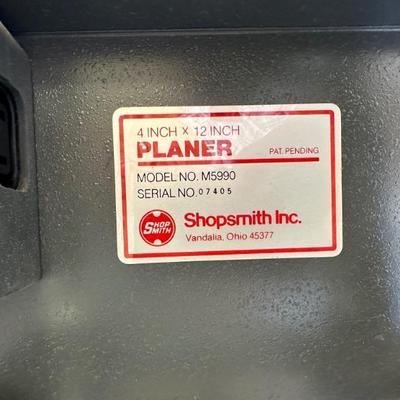 4 INCH X 12 INCH
PLANER PAT. PENDING
MODEL NO. M5990
SERIAL NO. 07405
SHOP
SMITH
Shopsmith Inc.
Vandalia, Ohio 45377